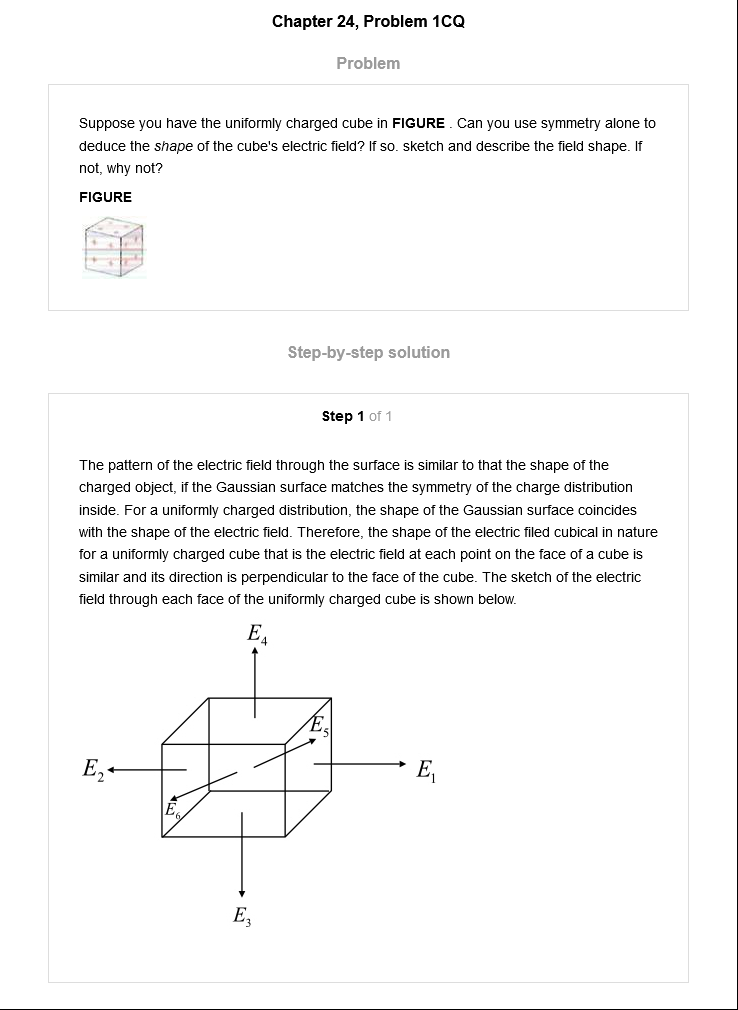 Chapter 24, Problem 1CQ
Problem
Suppose you have the uniformly charged cube in FIGURE . Can you use symmetry alone to
deduce the shape of the cube's electric field? If so. sketch and describe the field shape. If
not, why not?
FIGURE
Step-by-step solution
Step 1 of 1
The pattern of the electric field through the surface is similar to that the shape of the
charged object, if the Gaussian surface matches the symmetry of the charge distribution
inside. For a uniformly charged distribution, the shape of the Gaussian surface coincides
with the shape of the electric field. Therefore, the shape of the electric filed cubical in nature
for a uniformly charged cube that is the electric field at each point on the face of a cube is
similar and its direction is perpendicular to the face of the cube. The sketch of the electric
field through each face of the uniformly charged cube is shown below.
E₄
E₅
E₂
E₁
E₆
E₃